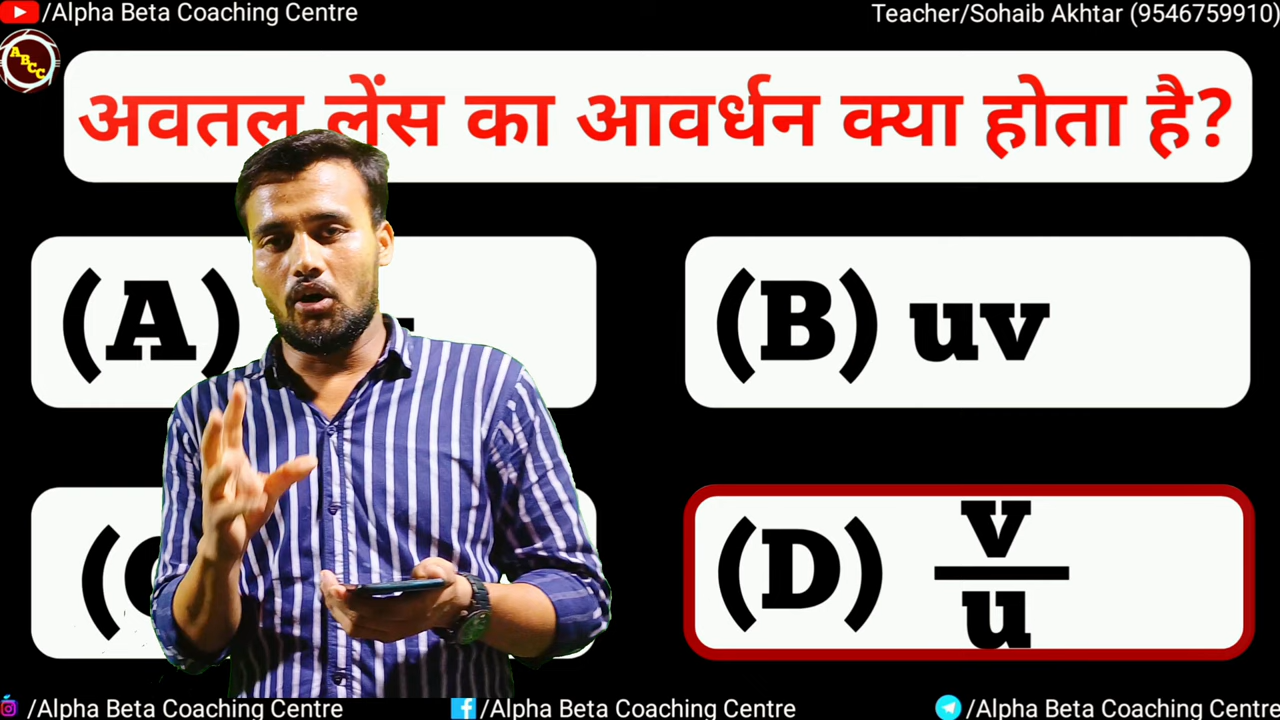 /Alpha Beta Coaching Centre
Teacher/Sohaib Akhtar (9546759910)
ABCC
अवतल लेंस का आवर्धन क्या होता है?
(A)
(B) uv
(D) v
u
/Alpha Beta Coaching Centre
/Alpha Beta Coaching Centre
/Alpha Beta Coaching Centre